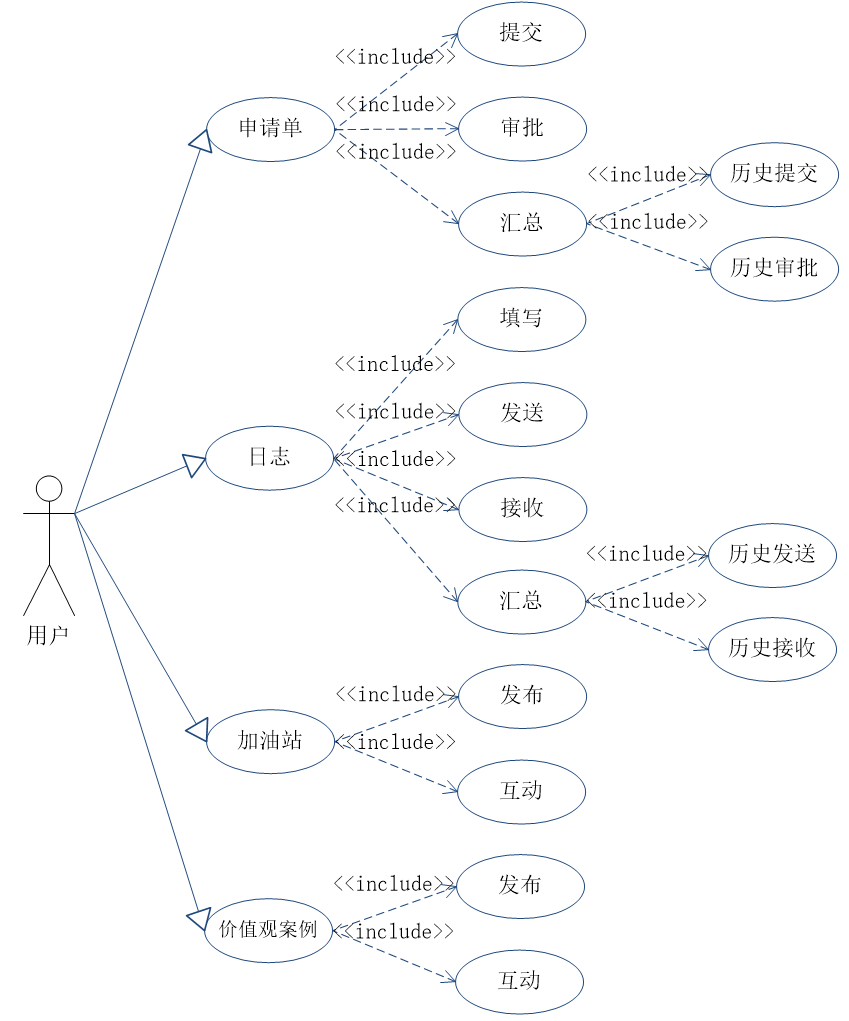 提交
<<include>>
<<include>>
申请单
审批
<<include>>
历史提交
<<include>>
汇总
<<include>>
历史审批
填写
<<include>>
<<include>>
发送
日志
<<include>>
<<include>>
接收
历史发送
<<include>>
汇总
<<include>>
历史接收
用户
<<include>>
发布
加油站
<<include>>
互动
<<include>>
发布
价值观案例
<<include>>
互动